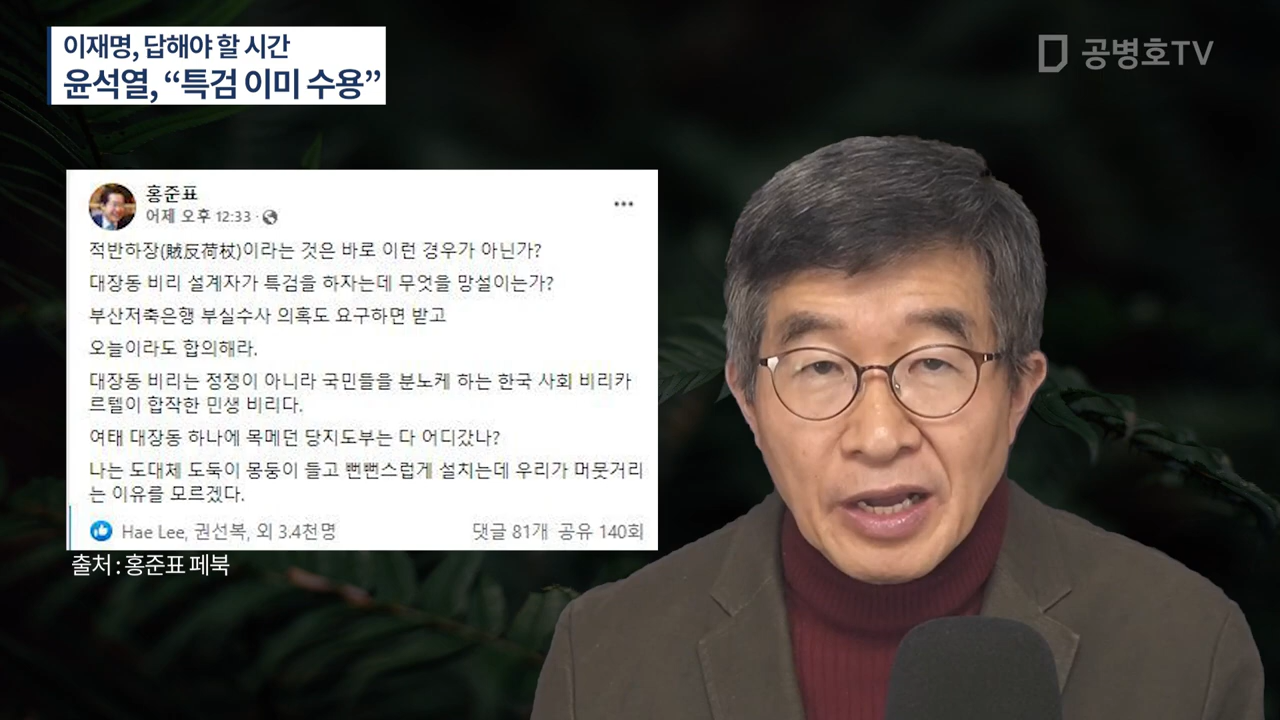 이재명, 답해야 할 시간
윤석열, “특검 이미 수용”
공병호TV
홍준표
어제 오후 12:33 ·
적반하장(賊反荷杖)이라는 것은 바로 이런 경우가 아닌가?
대장동 비리 설계자가 특검을 하자는데 무엇을 망설이는가?
부산저축은행 부실수사 의혹도 요구하면 받고
오늘이라도 합의해라.
대장동 비리는 정쟁이 아니라 국민들을 분노케 하는 한국 사회 비리카
르텔이 합작한 민생 비리다.
여태 대장동 하나에 목메던 당지도부는 다 어디갔나?
나는 도대체 도둑이 몽둥이 들고 뻔뻔스럽게 설치는데 우리가 머뭇거리
는 이유를 모르겠다.
Hae Lee, 권선복, 외 3.4천명
댓글 81개 공유 140회
출처 : 홍준표 페북